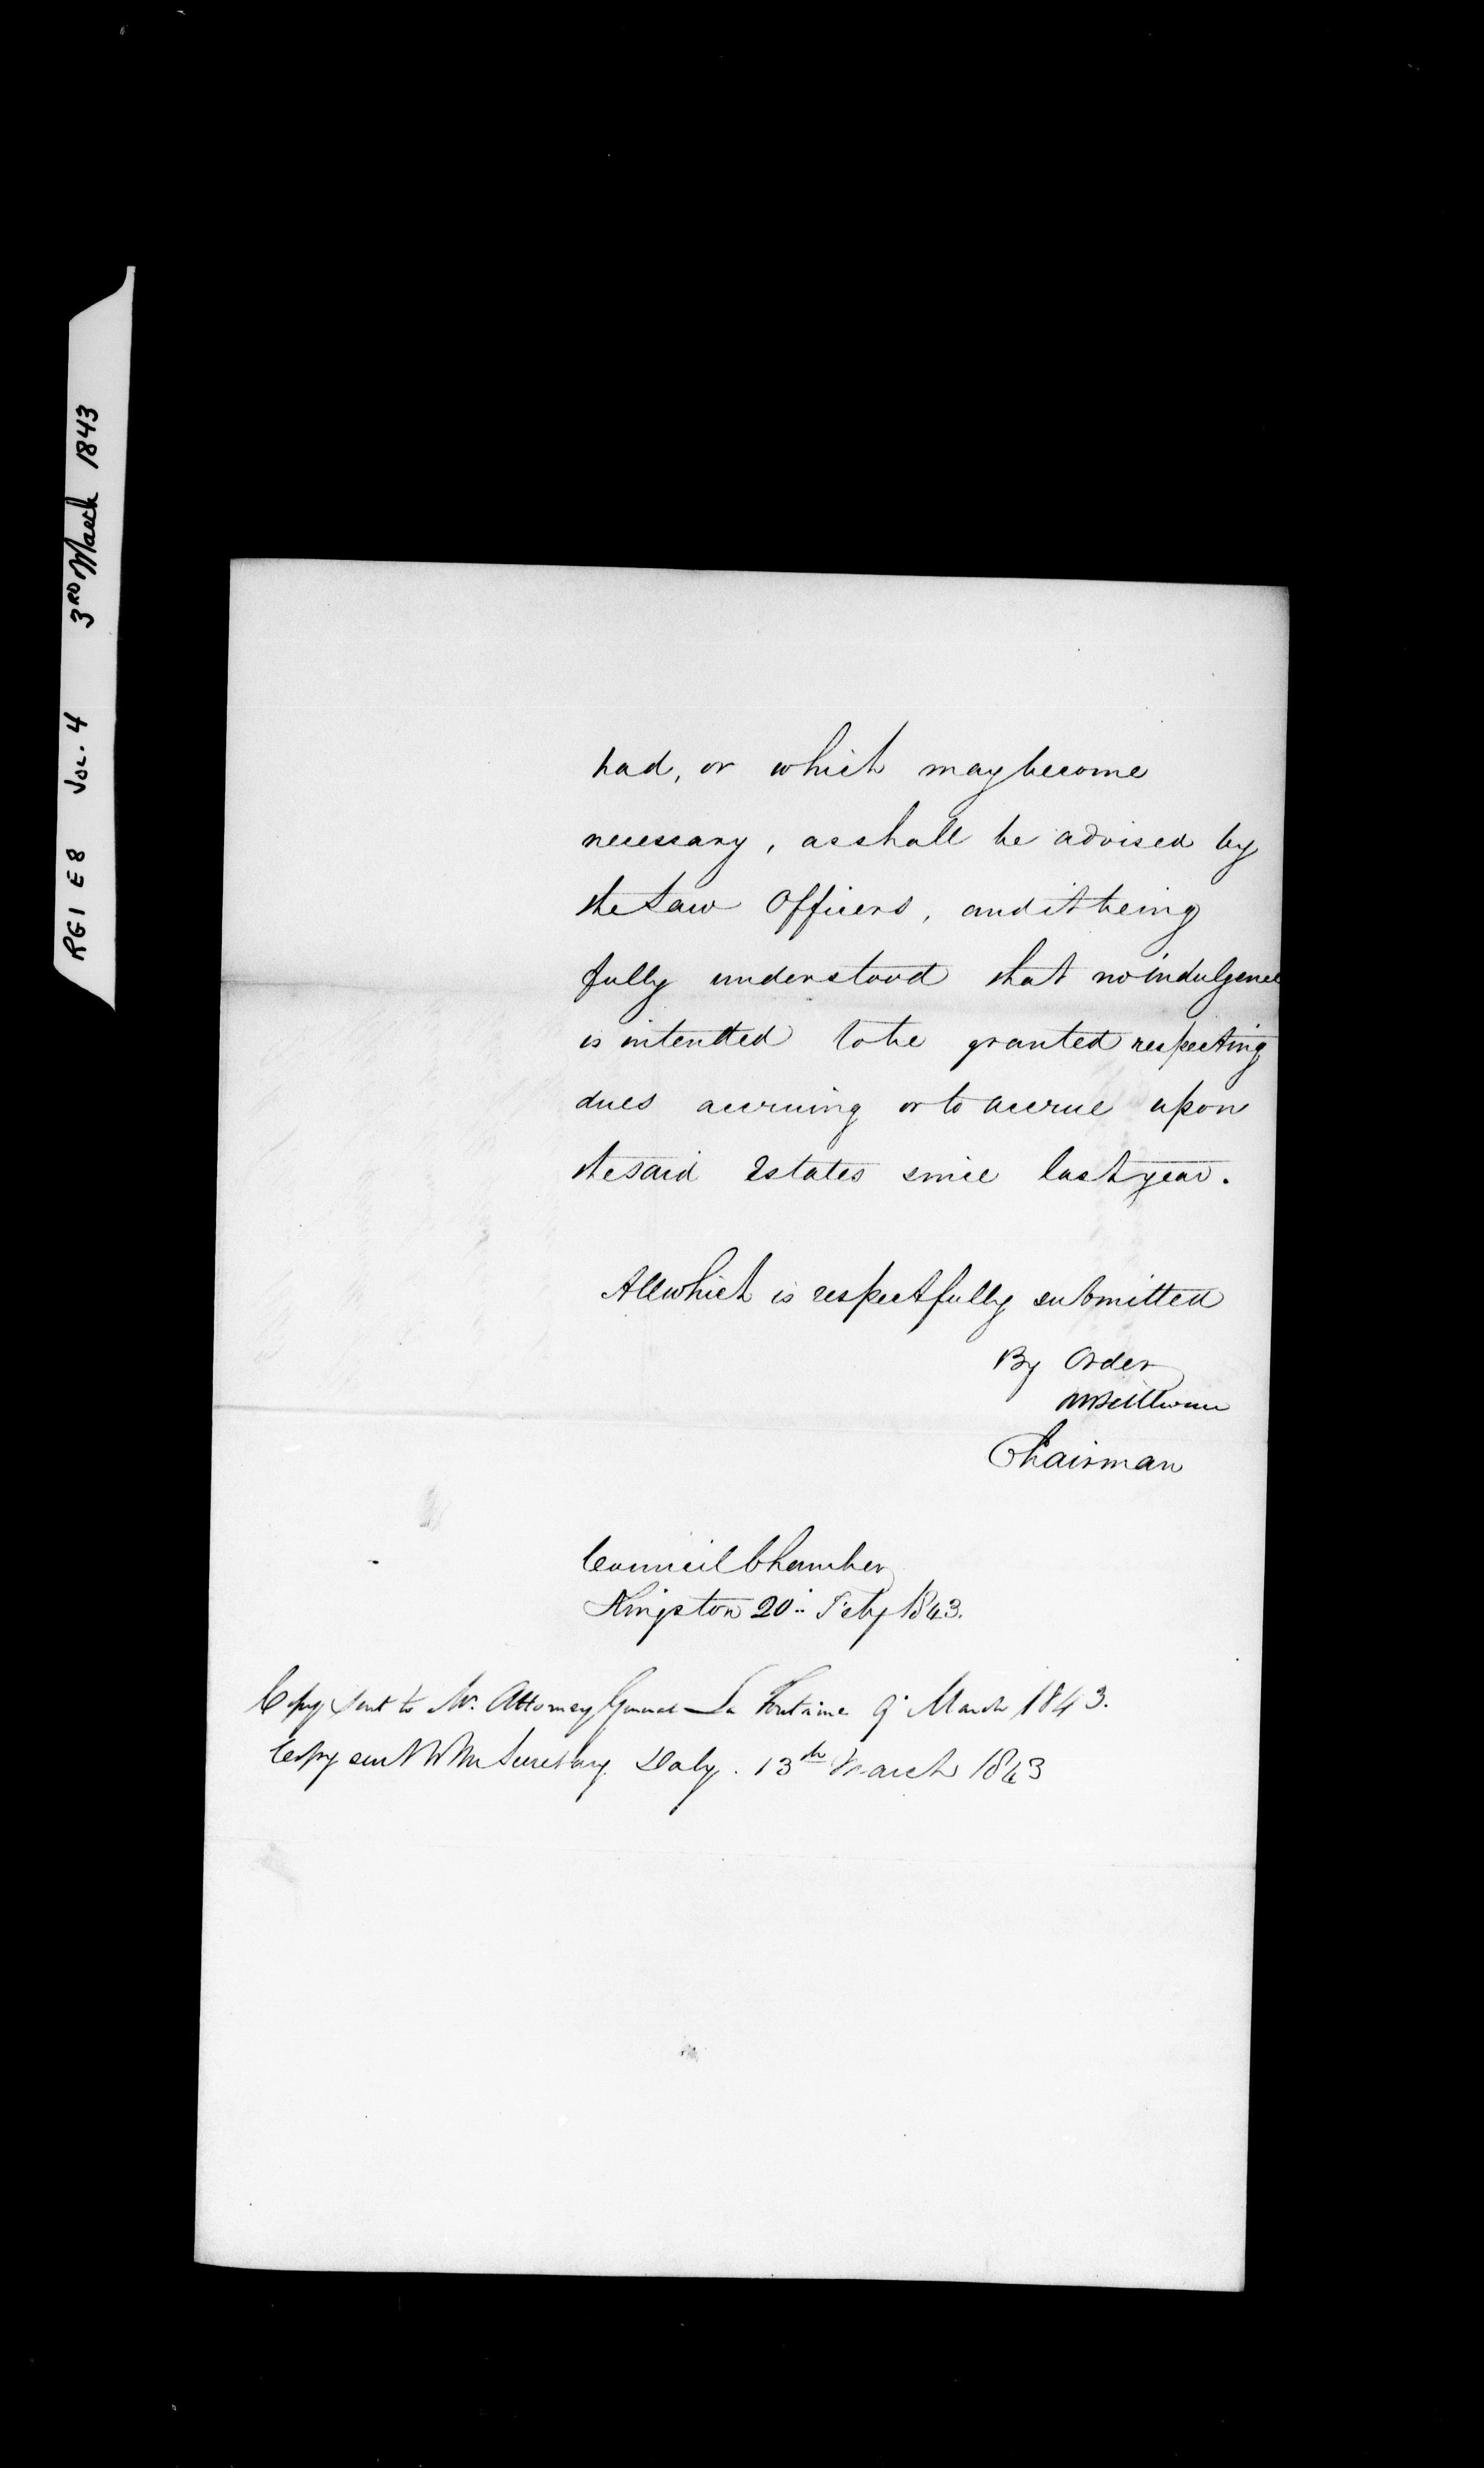 RG1 E8 Vol. 4 3RD March 1843
had, or which may become
necessary, as shall be advised by
the Law Officers, and it being
fully understood that no indulgence
is intended to be granted respecting
dues accruing or to accrue upon
the said Estates since last year.
All which is respectfully submitted
By Order
Chairman
Council Chamber
Kingston 20 Feby 1843.
Copy sent to Mr. Attorney General La Fontaine 9 March 1843.
Copy sent to Mr Secretary Daly. 13th March 1843